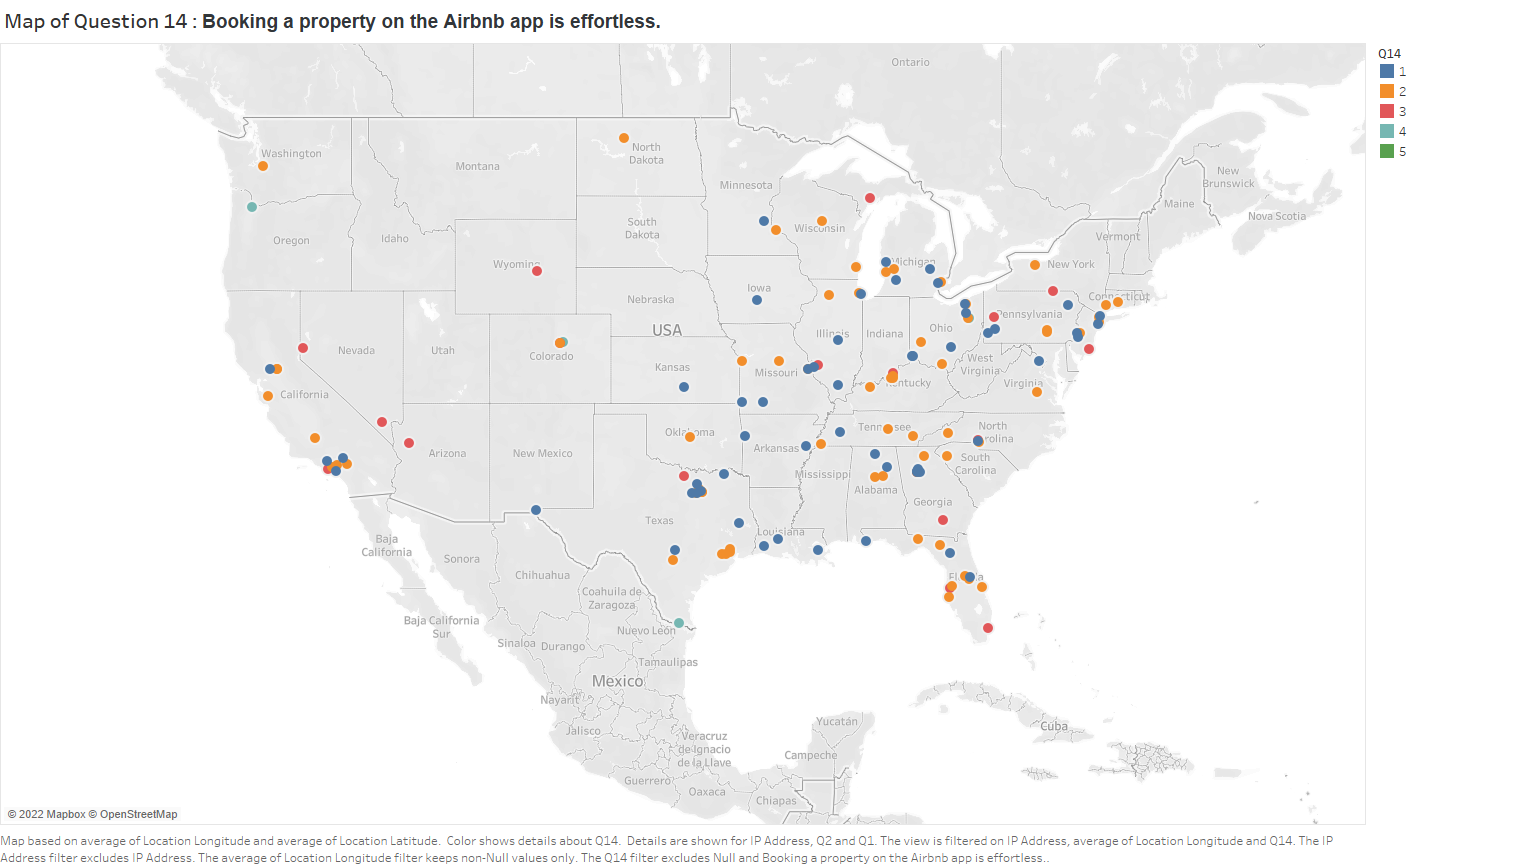 Map of Question 14 : Booking a property on the Airbnb app is effortless.
Q14
1
2
3
4
5
Ontario
Washington
Montana
North
Dakota
Minnesota
New
Brunswick
Maine
Nova Scotia
Oregon
Idaho
South
Dakota
Wisconsin
Vermont
Wyoming
Michigan
New York
Nebraska
Iowa
Connecticut
USA
Illinois
Indiana
Ohio
Pennsylvania
Nevada
Utah
Colorado
Kansas
Missouri
West
Virginia
Kentucky
Virginia
California
Oklahoma
Tennessee
North
Carolina
Arizona
New Mexico
Arkansas
South
Carolina
Mississippi
Alabama
Georgia
Texas
Louisiana
Baja
California
Sonora
Chihuahua
Florida
Coahuila de
Zaragoza
Baja California
Sur
Nuevo León
Sinaloa
Durango
Tamaulipas
Mexico
Nayarit
Jalisco
Yucatán
Cuba
Veracruz
de Ignacio
de la Llave
Campeche
Guerrero
Oaxaca
Chiapas
© 2022 Mapbox © OpenStreetMap
Map based on average of Location Longitude and average of Location Latitude.  Color shows details about Q14.  Details are shown for IP Address, Q2 and Q1. The view is filtered on IP Address, average of Location Longitude and Q14. The IP
Address filter excludes IP Address. The average of Location Longitude filter keeps non-Null values only. The Q14 filter excludes Null and Booking a property on the Airbnb app is effortless..